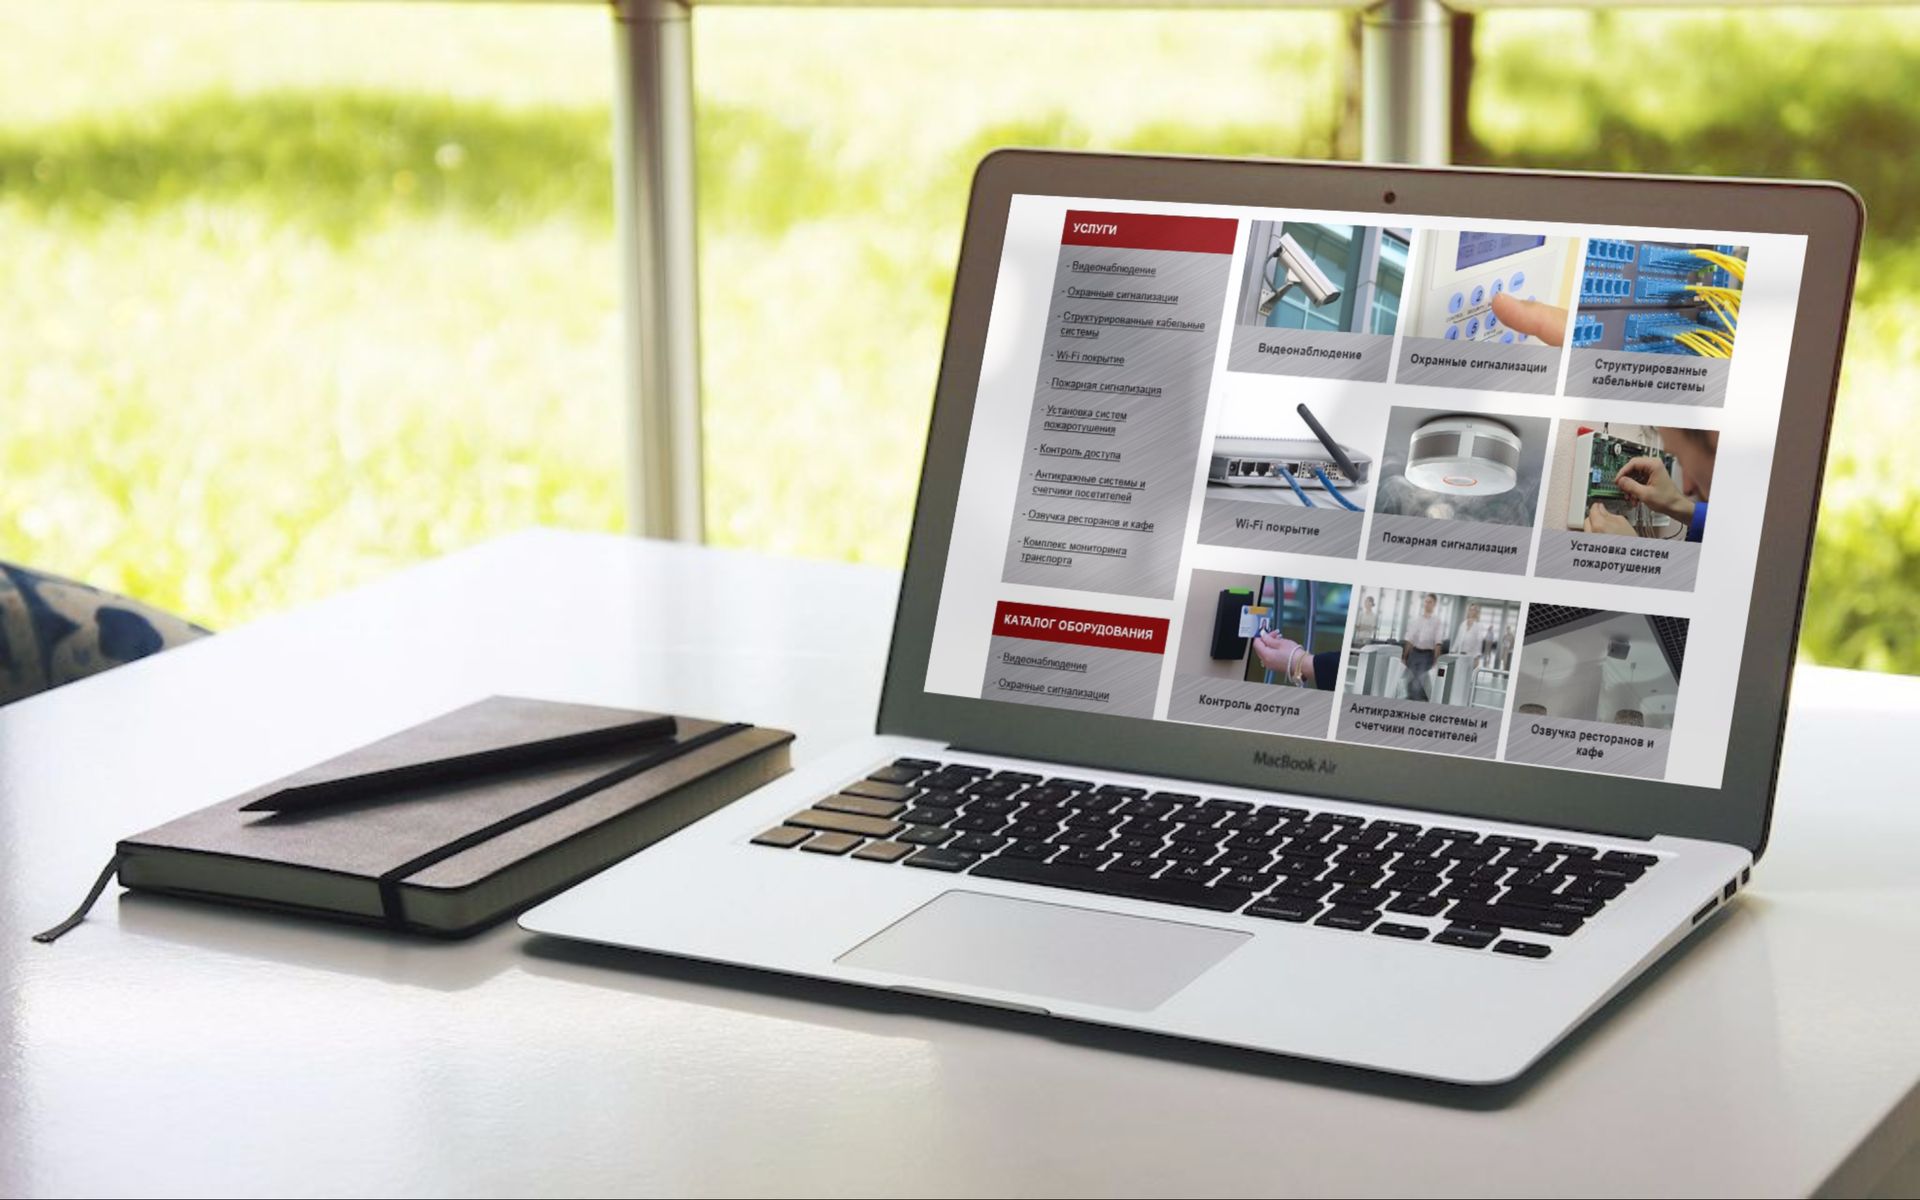 УСЛУГИ
- Видеонаблюдение
- Охранные сигнализации
- Структурированные кабельные
системы
- Wi-Fi покрытие
- Пожарная сигнализация
- Установка систем
пожаротушения
- Контроль доступа
- Антикражные системы и
счетчики посетителей
- Озвучка ресторанов и кафе
- Комплекс мониторинга
транспорта
КАТАЛОГ ОБОРУДОВАНИЯ
- Видеонаблюдение
- Охранные сигнализации
Видеонаблюдение
Охранные сигнализации
Структурированные
кабельные системы
Wi-Fi покрытие
Пожарная сигнализация
Установка систем
пожаротушения
Контроль доступа
Антикражные системы и
счетчики посетителей
Озвучка ресторанов и
кафе
MacBook Air